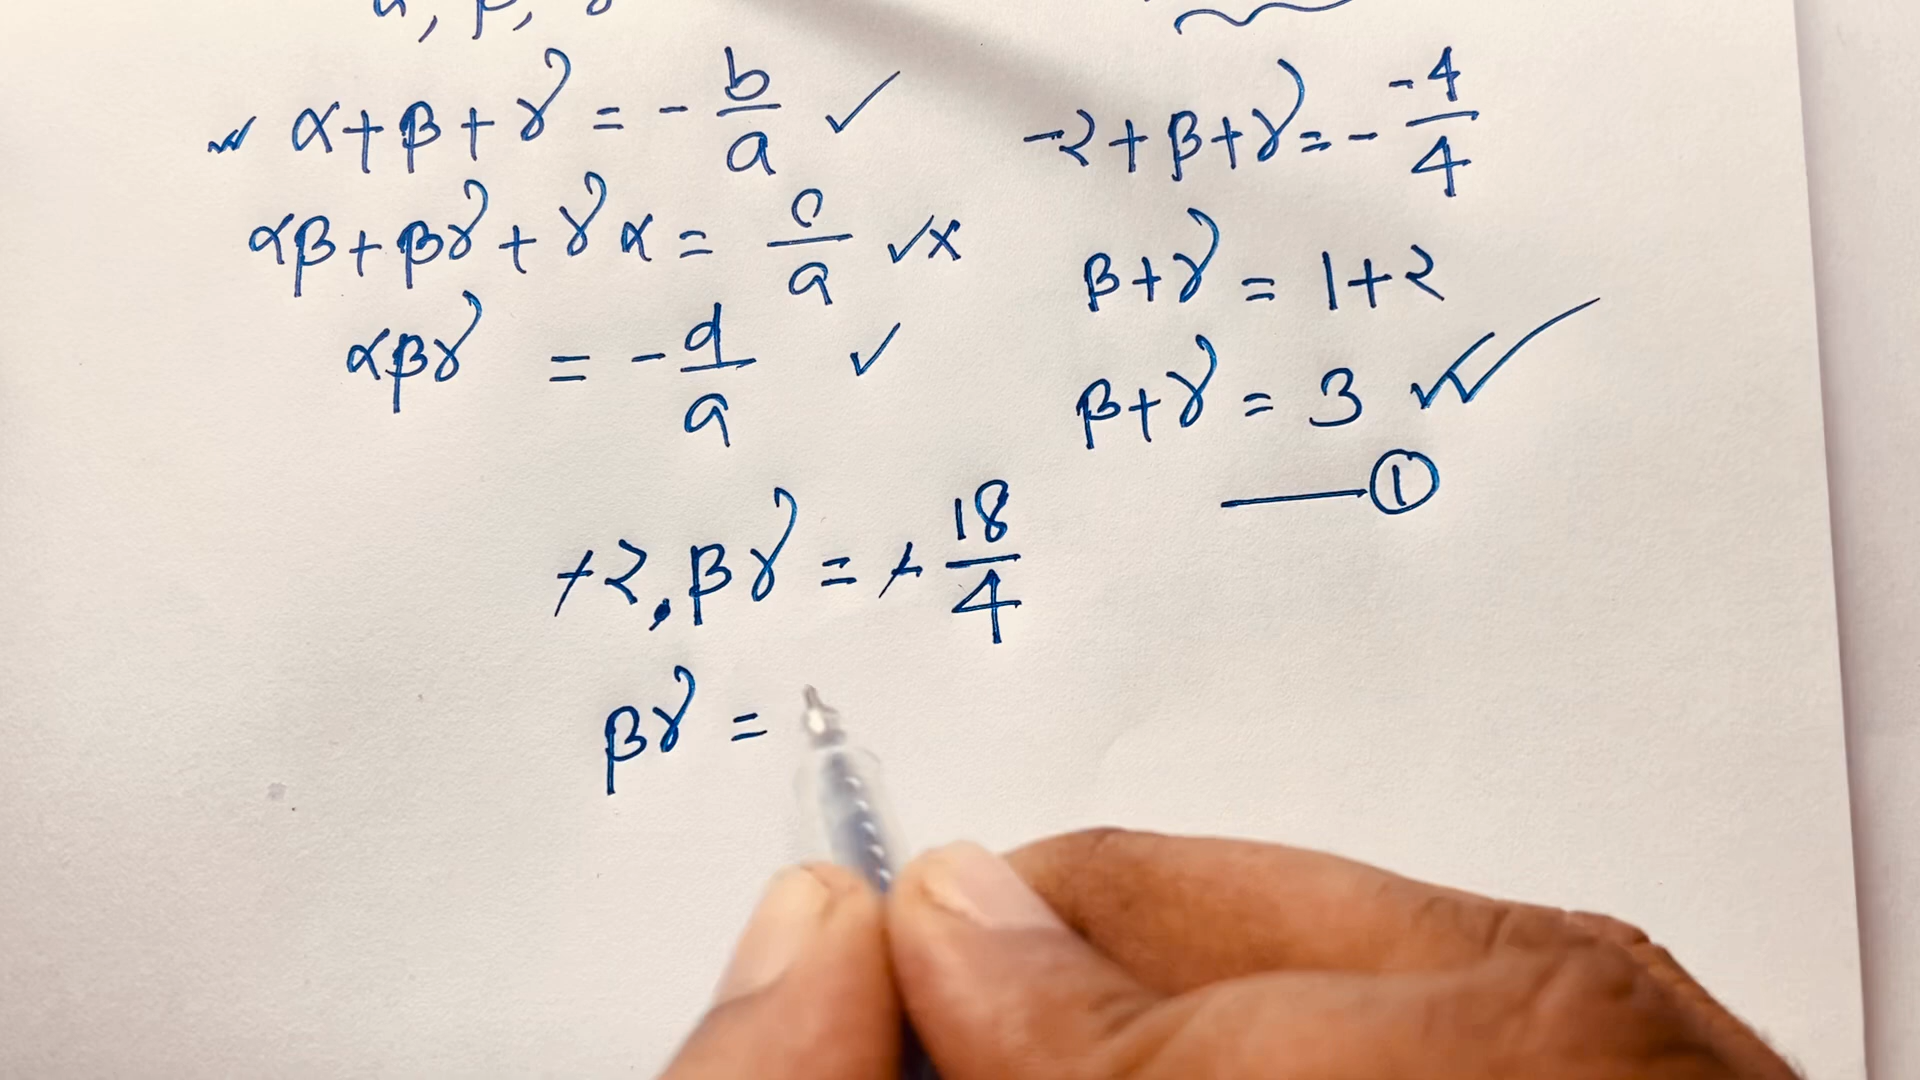 α, β, γ
α+β+γ = - b/a ✓
αβ+βγ+γα = c/a ✓x
αβγ = - d/a ✓
-2+β+γ = - -4/4
β+γ = 1+2
β+γ = 3 ✓✓
①
-2.βγ = - 18/4
βγ =